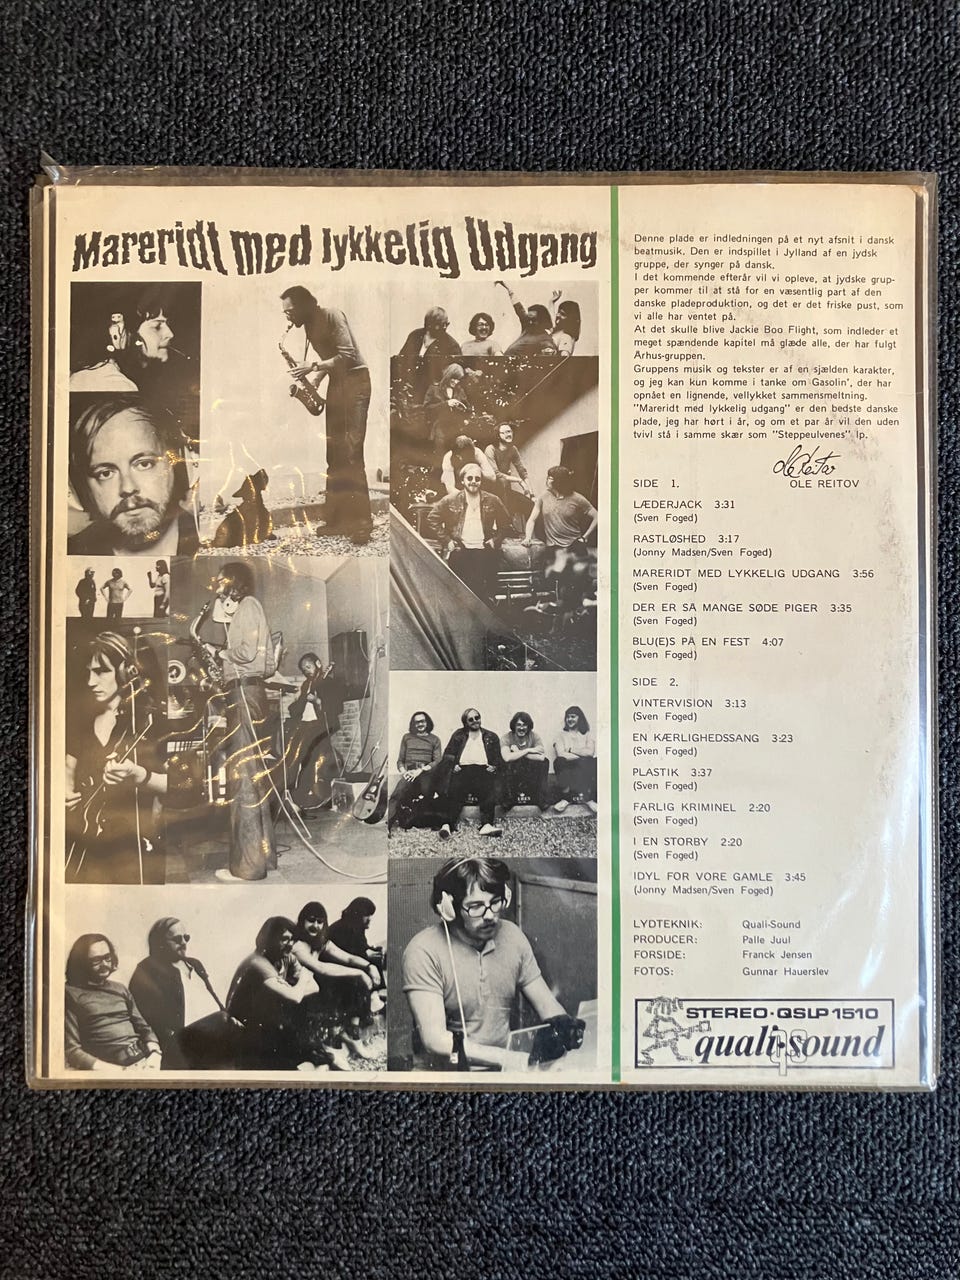 Mareridt med lykkelig Udgang
Denne plade er indledningen på et nyt afsnit i dansk
beatmusik. Den er indspillet i Jylland af en jydsk
gruppe, der synger på dansk.
I det kommende efterår vil vi opleve, at jydske grup-
per kommer til at stå for en væsentlig part af den
danske pladeproduktion, og det er det friske pust, som
vi alle har ventet på.
At det skulle blive Jackie Boo Flight, som indleder et
meget spændende kapitel må glæde alle, der har fulgt
Århus-gruppen.
Gruppens musik og tekster er af en sjælden karakter,
og jeg kan kun komme i tanke om Gasolin', der har
opnået en lignende, vellykket sammensmeltning.
"Mareridt med lykkelig udgang" er den bedste danske
plade, jeg har hørt i år, og om et par år vil den uden
tvivl stå i samme skær som "Steppeulvenes" lp.
Ole Reitov
OLE REITOV
SIDE 1.
LÆDERJACK 3:31
(Sven Foged)
RASTLØSHED 3:17
(Jonny Madsen/Sven Foged)
MARERIDT MED LYKKELIG UDGANG 3:56
(Sven Foged)
DER ER SÅ MANGE SØDE PIGER 3:35
(Sven Foged)
BLU(E)S PÅ EN FEST 4:07
(Sven Foged)
SIDE 2.
VINTERVISION 3:13
(Sven Foged)
EN KÆRLIGHEDSSANG 3:23
(Sven Foged)
PLASTIK 3:37
(Sven Foged)
FARLIG KRIMINEL 2:20
(Sven Foged)
I EN STORBY 2:20
(Sven Foged)
IDYL FOR VORE GAMLE 3:45
(Jonny Madsen/Sven Foged)
LYDTEKNIK: Quali-Sound
PRODUCER: Palle Juul
FORSIDE: Franck Jensen
FOTOS: Gunnar Hauerslev
STEREO·QSLP 1510
quali-sound